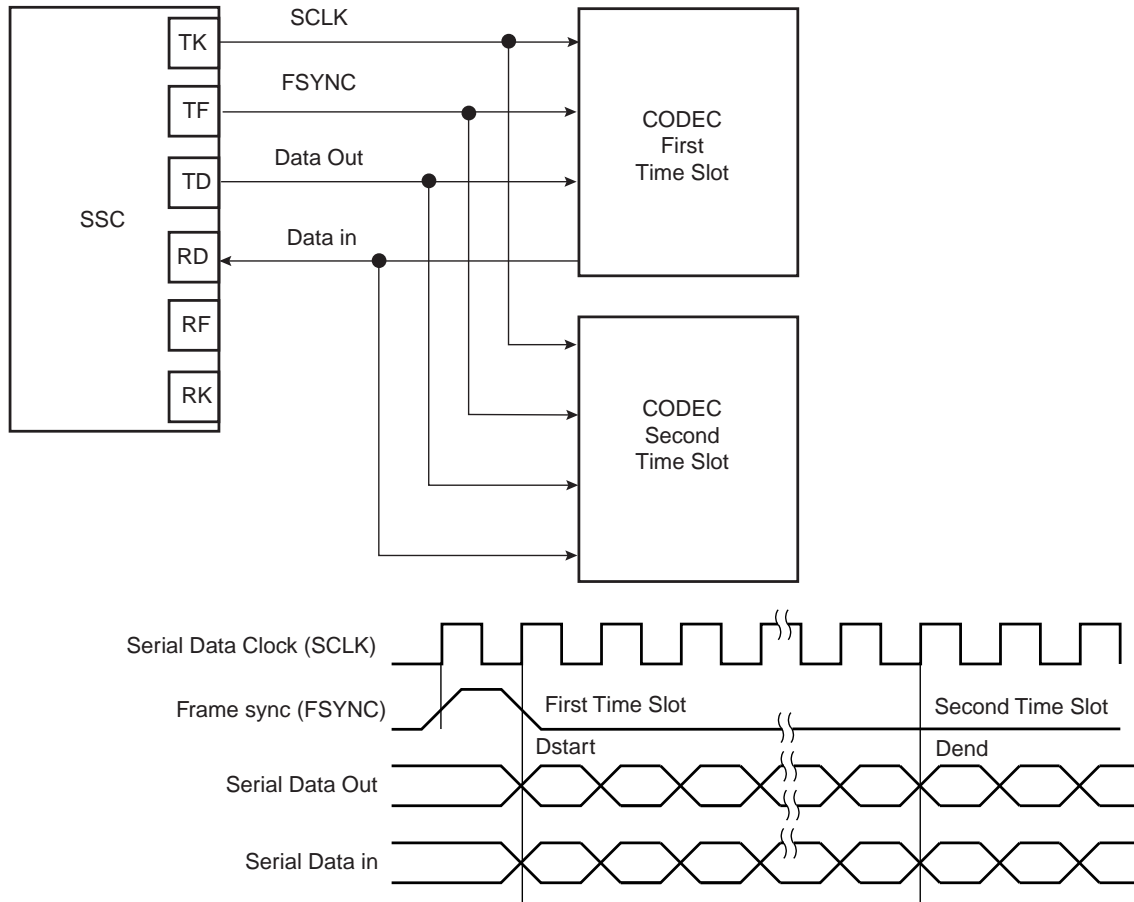 SCLK
TK
FSYNC
TF
CODEC
First
Time Slot
Data Out
TD
SSC
Data in
RD
RF
RK
CODEC
Second
Time Slot
Serial Data Clock (SCLK)
Frame sync (FSYNC)
First Time Slot
Second Time Slot
Dstart
Dend
Serial Data Out
Serial Data in